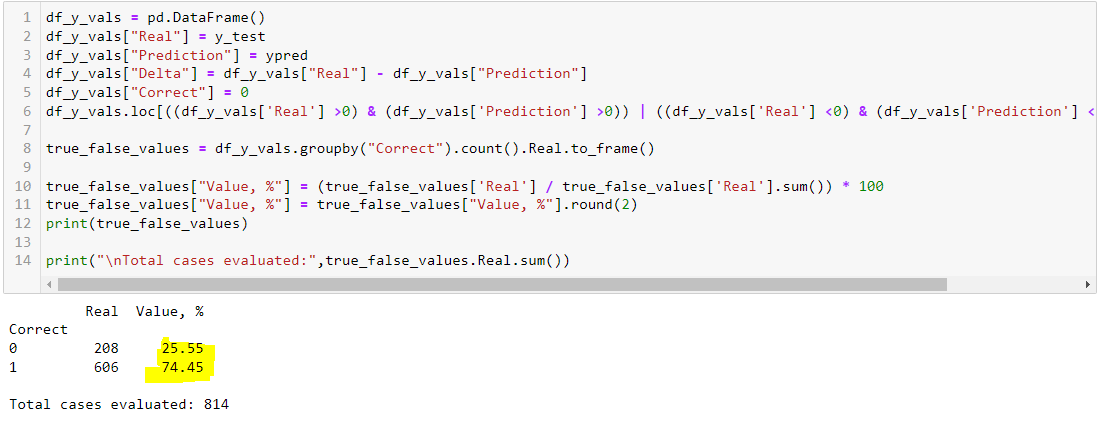 1 df_y_vals = pd.DataFrame()
2 df_y_vals["Real"] = y_test
3 df_y_vals["Prediction"] = ypred
4 df_y_vals["Delta"] = df_y_vals["Real"] - df_y_vals["Prediction"]
5 df_y_vals["Correct"] = 0
6 df_y_vals.loc[((df_y_vals['Real'] >0) & (df_y_vals['Prediction'] >0)) | ((df_y_vals['Real'] <0) & (df_y_vals['Prediction'] <
7
8 true_false_values = df_y_vals.groupby("Correct").count().Real.to_frame()
9
10 true_false_values["Value, %"] = (true_false_values['Real'] / true_false_values['Real'].sum()) * 100
11 true_false_values["Value, %"] = true_false_values["Value, %"].round(2)
12 print(true_false_values)
13
14 print("\nTotal cases evaluated:",true_false_values.Real.sum())
Real Value, %
Correct
0 208 25.55
1 606 74.45
Total cases evaluated: 814